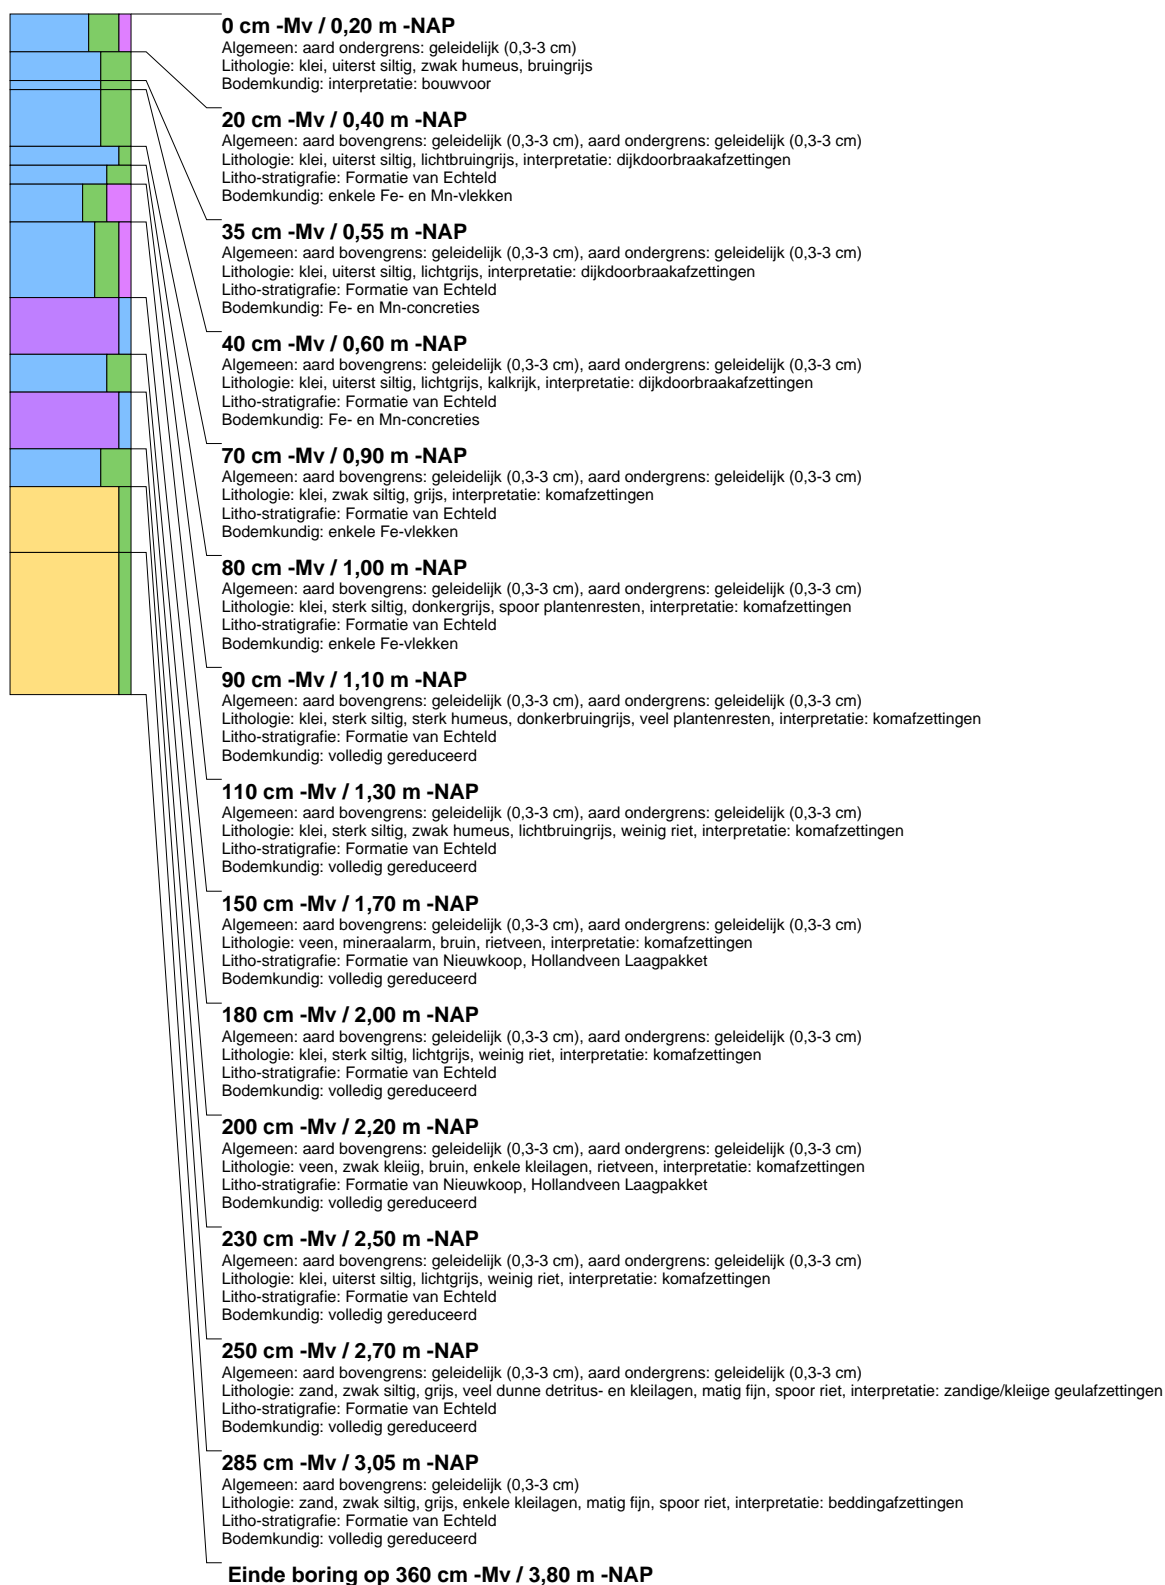 0 cm -Mv / 0,20 m -NAP
Algemeen: aard ondergrens: geleidelijk (0,3-3 cm)
Lithologie: klei, uiterst siltig, zwak humeus, bruingrijs
Bodemkundig: interpretatie: bouwvoor
20 cm -Mv / 0,40 m -NAP
Algemeen: aard bovengrens: geleidelijk (0,3-3 cm), aard ondergrens: geleidelijk (0,3-3 cm)
Lithologie: klei, uiterst siltig, lichtbruingrijs, interpretatie: dijkdoorbraakafzettingen
Litho-stratigrafie: Formatie van Echteld
Bodemkundig: enkele Fe- en Mn-vlekken
35 cm -Mv / 0,55 m -NAP
Algemeen: aard bovengrens: geleidelijk (0,3-3 cm), aard ondergrens: geleidelijk (0,3-3 cm)
Lithologie: klei, uiterst siltig, lichtgrijs, interpretatie: dijkdoorbraakafzettingen
Litho-stratigrafie: Formatie van Echteld
Bodemkundig: Fe- en Mn-concreties
40 cm -Mv / 0,60 m -NAP
Algemeen: aard bovengrens: geleidelijk (0,3-3 cm), aard ondergrens: geleidelijk (0,3-3 cm)
Lithologie: klei, uiterst siltig, lichtgrijs, kalkrijk, interpretatie: dijkdoorbraakafzettingen
Litho-stratigrafie: Formatie van Echteld
Bodemkundig: Fe- en Mn-concreties
70 cm -Mv / 0,90 m -NAP
Algemeen: aard bovengrens: geleidelijk (0,3-3 cm), aard ondergrens: geleidelijk (0,3-3 cm)
Lithologie: klei, zwak siltig, grijs, interpretatie: komafzettingen
Litho-stratigrafie: Formatie van Echteld
Bodemkundig: enkele Fe-vlekken
80 cm -Mv / 1,00 m -NAP
Algemeen: aard bovengrens: geleidelijk (0,3-3 cm), aard ondergrens: geleidelijk (0,3-3 cm)
Lithologie: klei, sterk siltig, donkergrijs, spoor plantenresten, interpretatie: komafzettingen
Litho-stratigrafie: Formatie van Echteld
Bodemkundig: enkele Fe-vlekken
90 cm -Mv / 1,10 m -NAP
Algemeen: aard bovengrens: geleidelijk (0,3-3 cm), aard ondergrens: geleidelijk (0,3-3 cm)
Lithologie: klei, sterk siltig, sterk humeus, donkerbruingrijs, veel plantenresten, interpretatie: komafzettingen
Litho-stratigrafie: Formatie van Echteld
Bodemkundig: volledig gereduceerd
110 cm -Mv / 1,30 m -NAP
Algemeen: aard bovengrens: geleidelijk (0,3-3 cm), aard ondergrens: geleidelijk (0,3-3 cm)
Lithologie: klei, sterk siltig, zwak humeus, lichtbruingrijs, weinig riet, interpretatie: komafzettingen
Litho-stratigrafie: Formatie van Echteld
Bodemkundig: volledig gereduceerd
150 cm -Mv / 1,70 m -NAP
Algemeen: aard bovengrens: geleidelijk (0,3-3 cm), aard ondergrens: geleidelijk (0,3-3 cm)
Lithologie: veen, mineraalarm, bruin, rietveen, interpretatie: komafzettingen
Litho-stratigrafie: Formatie van Nieuwkoop, Hollandveen Laagpakket
Bodemkundig: volledig gereduceerd
180 cm -Mv / 2,00 m -NAP
Algemeen: aard bovengrens: geleidelijk (0,3-3 cm), aard ondergrens: geleidelijk (0,3-3 cm)
Lithologie: klei, sterk siltig, lichtgrijs, weinig riet, interpretatie: komafzettingen
Litho-stratigrafie: Formatie van Echteld
Bodemkundig: volledig gereduceerd
200 cm -Mv / 2,20 m -NAP
Algemeen: aard bovengrens: geleidelijk (0,3-3 cm), aard ondergrens: geleidelijk (0,3-3 cm)
Lithologie: veen, zwak kleiig, bruin, enkele kleilagen, rietveen, interpretatie: komafzettingen
Litho-stratigrafie: Formatie van Nieuwkoop, Hollandveen Laagpakket
Bodemkundig: volledig gereduceerd
230 cm -Mv / 2,50 m -NAP
Algemeen: aard bovengrens: geleidelijk (0,3-3 cm), aard ondergrens: geleidelijk (0,3-3 cm)
Lithologie: klei, uiterst siltig, lichtgrijs, weinig riet, interpretatie: komafzettingen
Litho-stratigrafie: Formatie van Echteld
Bodemkundig: volledig gereduceerd
250 cm -Mv / 2,70 m -NAP
Algemeen: aard bovengrens: geleidelijk (0,3-3 cm), aard ondergrens: geleidelijk (0,3-3 cm)
Lithologie: zand, zwak siltig, grijs, veel dunne detritus- en kleilagen, matig fijn, spoor riet, interpretatie: zandige/kleiige geulafzettingen
Litho-stratigrafie: Formatie van Echteld
Bodemkundig: volledig gereduceerd
285 cm -Mv / 3,05 m -NAP
Algemeen: aard bovengrens: geleidelijk (0,3-3 cm)
Lithologie: zand, zwak siltig, grijs, enkele kleilagen, matig fijn, spoor riet, interpretatie: beddingafzettingen
Litho-stratigrafie: Formatie van Echteld
Bodemkundig: volledig gereduceerd
Einde boring op 360 cm -Mv / 3,80 m -NAP